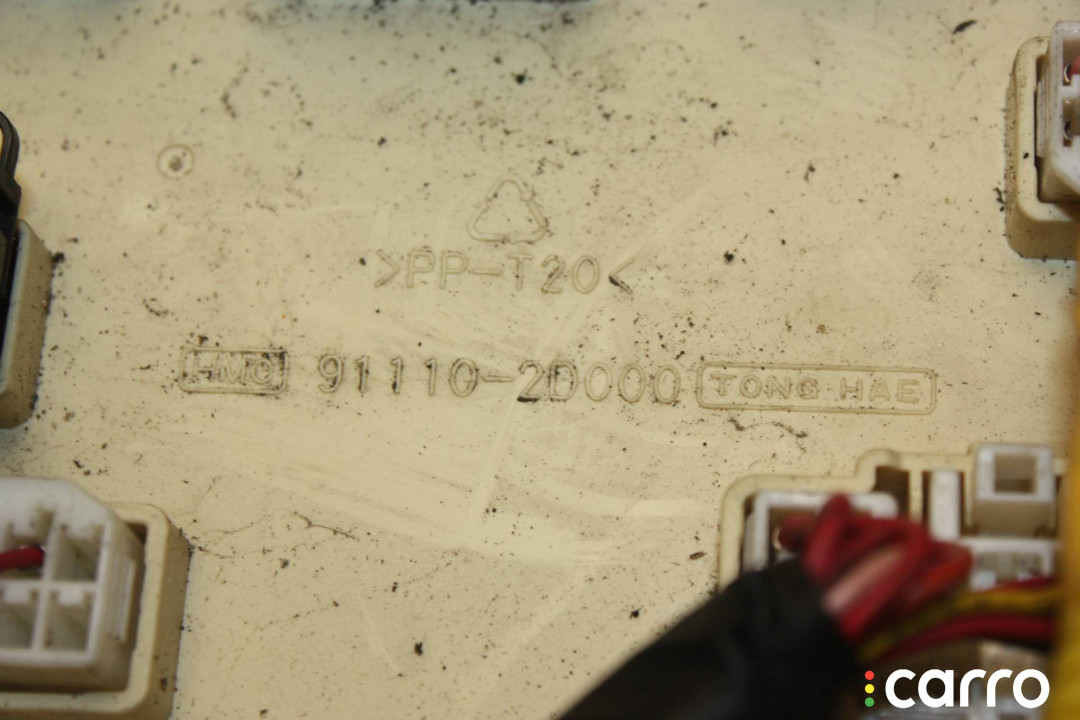 >PP-T20<
HMC 91110-2D000 TONG HAE
carro